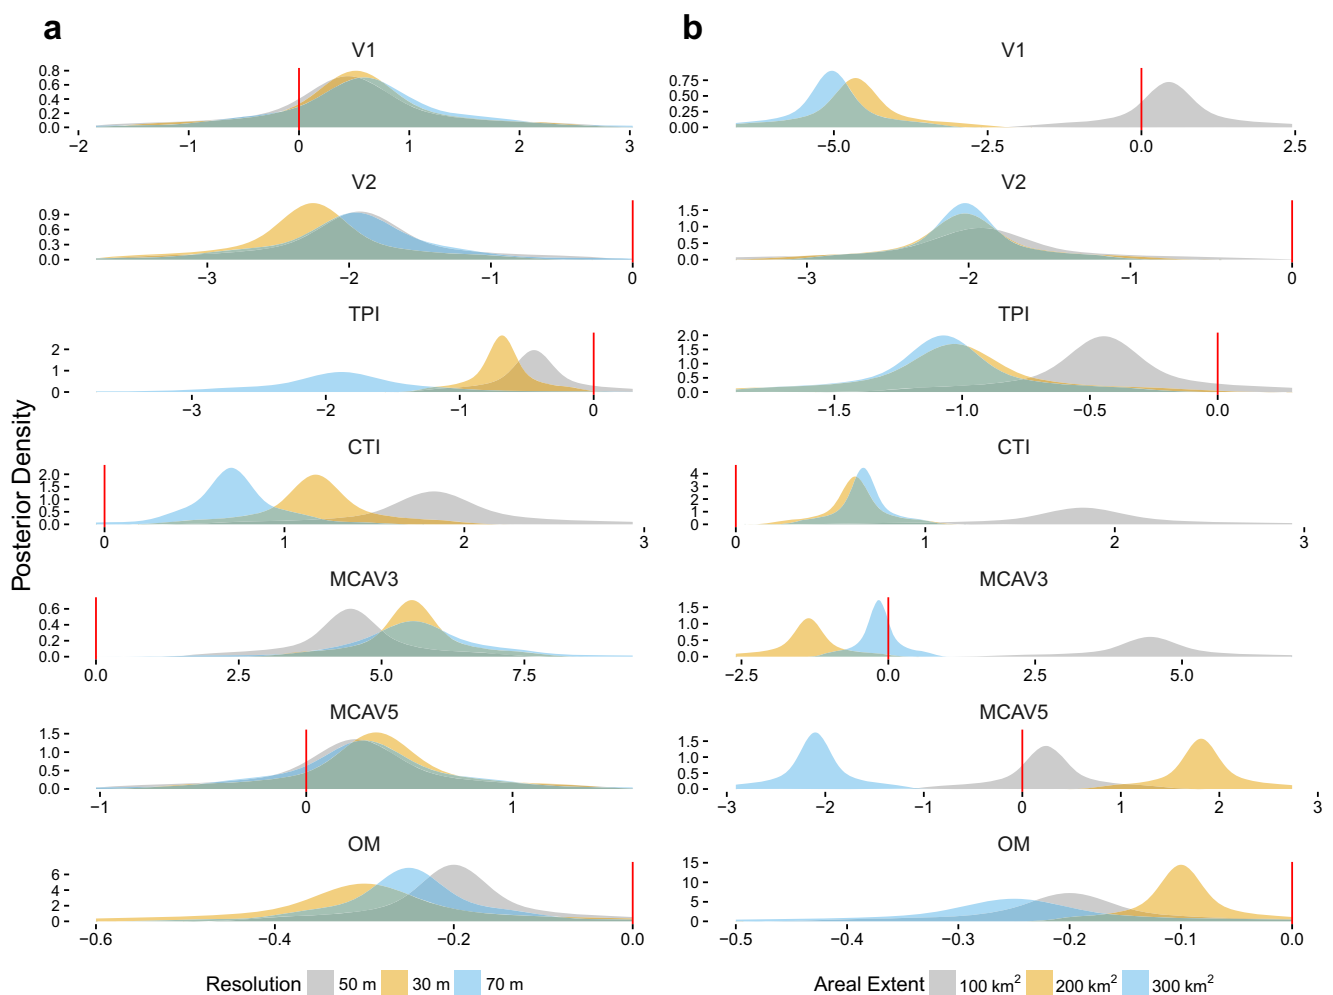 a
b
Posterior Density
V1
0.8
0.6
0.4
0.2
0.0
−2 −1 0 1 2 3
V2
0.9
0.6
0.3
0.0
−3 −2 −1 0
TPI
2
1
0
−3 −2 −1 0
CTI
2.0
1.5
1.0
0.5
0.0
0 1 2 3
MCAV3
0.6
0.4
0.2
0.0
0.0 2.5 5.0 7.5
MCAV5
1.5
1.0
0.5
0.0
−1 0 1
OM
6
4
2
0
−0.6 −0.4 −0.2 0.0
Resolution 50 m 30 m 70 m
V1
0.75
0.50
0.25
0.00
−5.0 −2.5 0.0 2.5
V2
1.5
1.0
0.5
0.0
−3 −2 −1 0
TPI
2.0
1.5
1.0
0.5
0.0
−1.5 −1.0 −0.5 0.0
CTI
4
3
2
1
0
0 1 2 3
MCAV3
1.5
1.0
0.5
0.0
−2.5 0.0 2.5 5.0
MCAV5
1.5
1.0
0.5
0.0
−3 −2 −1 0 1 2 3
OM
15
10
5
0
−0.5 −0.4 −0.3 −0.2 −0.1 0.0
Areal Extent 100 km² 200 km² 300 km²